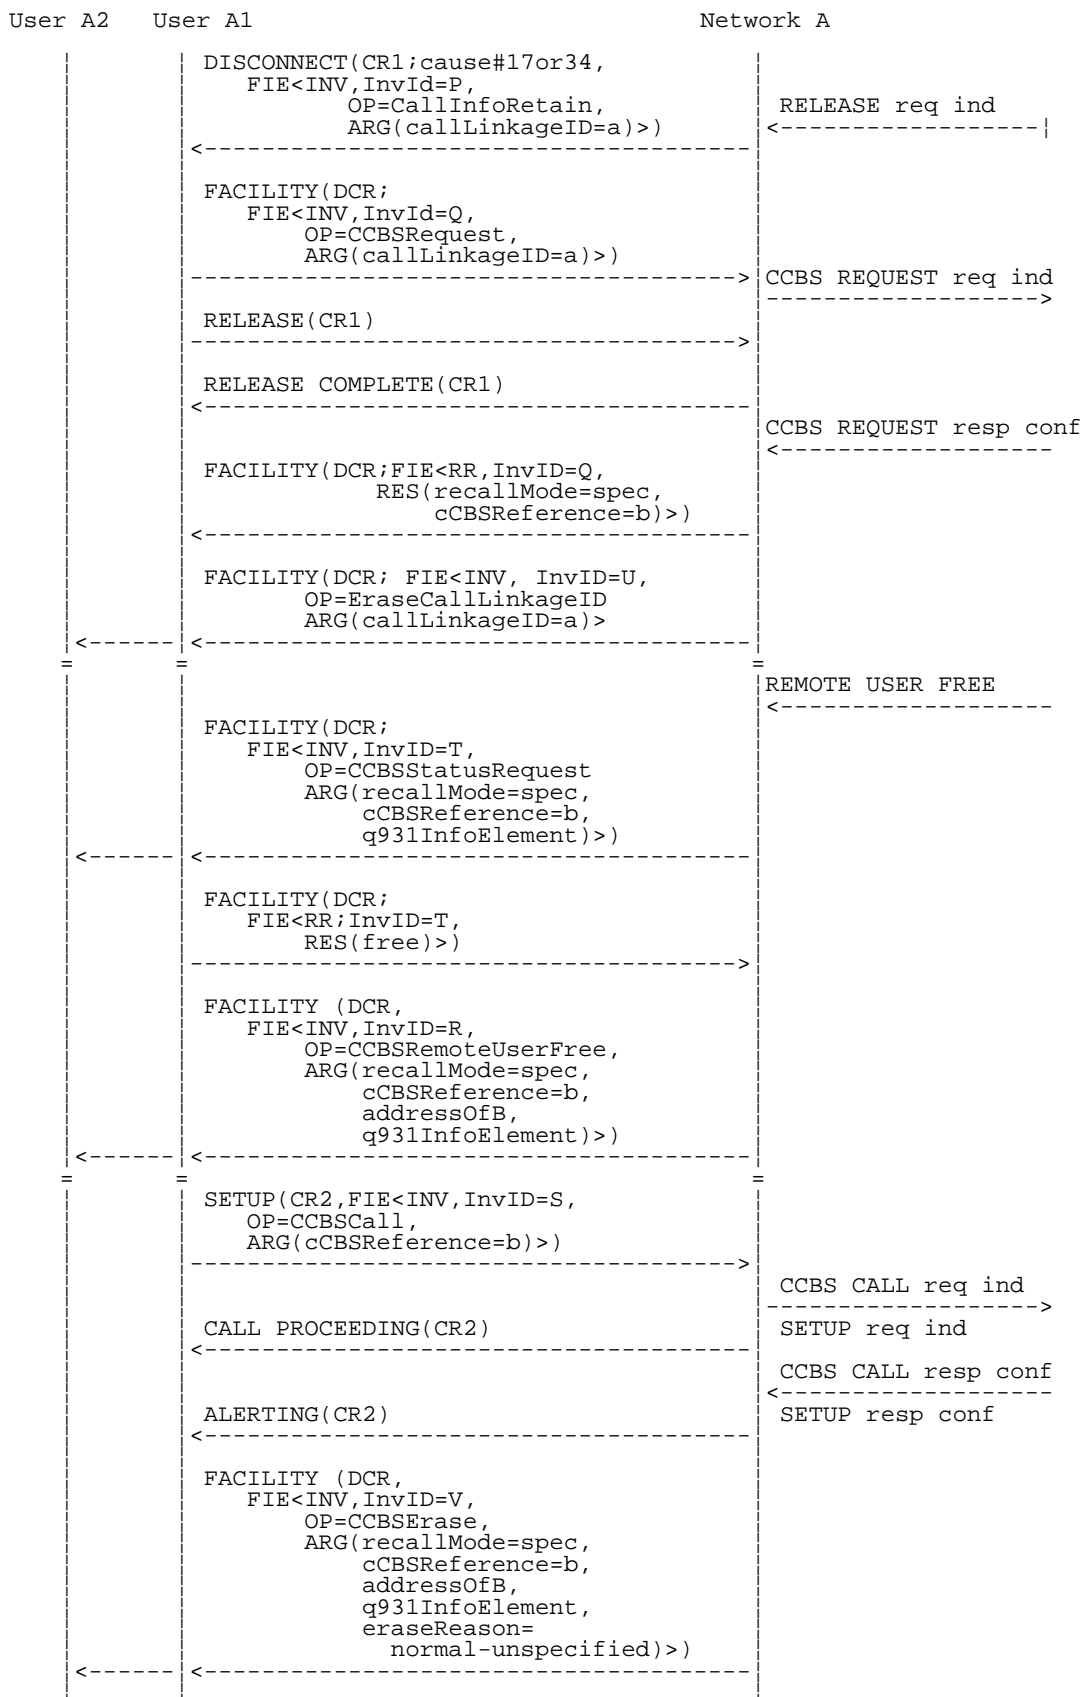 User A2   User A1                               Network A
DISCONNECT(CR1;cause#17or34,
FIE<INV,InvId=P,
OP=CallInfoRetain,
RELEASE req ind
ARG(callLinkageID=a)>)
FACILITY(DCR;
FIE<INV,InvId=Q,
OP=CCBSRequest,
ARG(callLinkageID=a)>)
CCBS REQUEST req ind
RELEASE(CR1)
RELEASE COMPLETE(CR1)
CCBS REQUEST resp conf
FACILITY(DCR;FIE<RR,InvID=Q,
RES(recallMode=spec,
cCBSReference=b)>)
FACILITY(DCR; FIE<INV, InvID=U,
OP=EraseCallLinkageID
ARG(callLinkageID=a)>
REMOTE USER FREE
FACILITY(DCR;
FIE<INV,InvID=T,
OP=CCBSStatusRequest
ARG(recallMode=spec,
cCBSReference=b,
q931InfoElement)>)
FACILITY(DCR;
FIE<RR;InvID=T,
RES(free)>)
FACILITY (DCR,
FIE<INV,InvID=R,
OP=CCBSRemoteUserFree,
ARG(recallMode=spec,
cCBSReference=b,
addressOfB,
q931InfoElement)>)
SETUP(CR2,FIE<INV,InvID=S,
OP=CCBSCall,
ARG(cCBSReference=b)>)
CCBS CALL req ind
CALL PROCEEDING(CR2)
SETUP req ind
CCBS CALL resp conf
ALERTING(CR2)
SETUP resp conf
FACILITY (DCR,
FIE<INV,InvID=V,
OP=CCBSErase,
ARG(recallMode=spec,
cCBSReference=b,
addressOfB,
q931InfoElement,
eraseReason=
normal-unspecified)>)